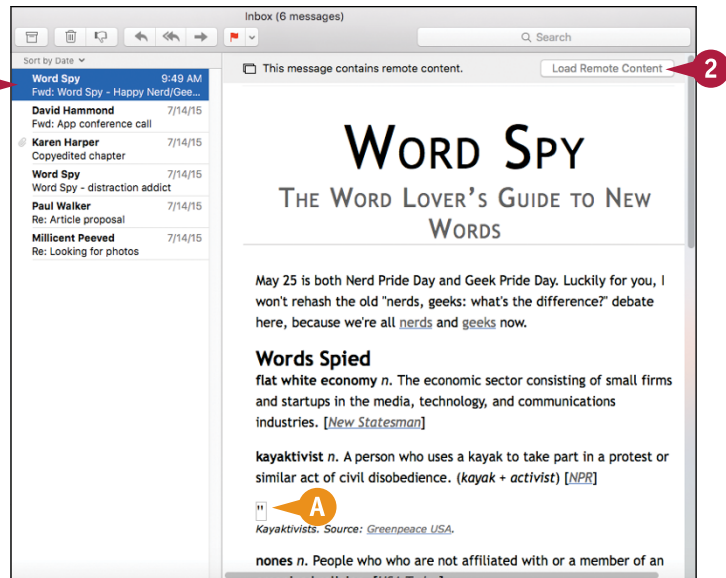 Inbox (6 messages)
Search
Sort by Date
Word Spy 9:49 AM
Fwd: Word Spy - Happy Nerd/Gee...
David Hammond 7/14/15
Fwd: App conference call
Karen Harper 7/14/15
Copyedited chapter
Word Spy 7/14/15
Word Spy - distraction addict
Paul Walker 7/14/15
Re: Article proposal
Millicent Peeved 7/14/15
Re: Looking for photos
This message contains remote content.
Load Remote Content
2
WORD SPY
THE WORD LOVER'S GUIDE TO NEW
WORDS
May 25 is both Nerd Pride Day and Geek Pride Day. Luckily for you, I
won't rehash the old "nerds, geeks: what's the difference?" debate
here, because we're all nerds and geeks now.
Words Spied
flat white economy n. The economic sector consisting of small firms
and startups in the media, technology, and communications
industries. [New Statesman]
kayaktivist n. A person who uses a kayak to take part in a protest or
similar act of civil disobedience. (kayak + activist) [NPR]
"
A
Kayaktivists. Source: Greenpeace USA.
nones n. People who who are not affiliated with or a member of an